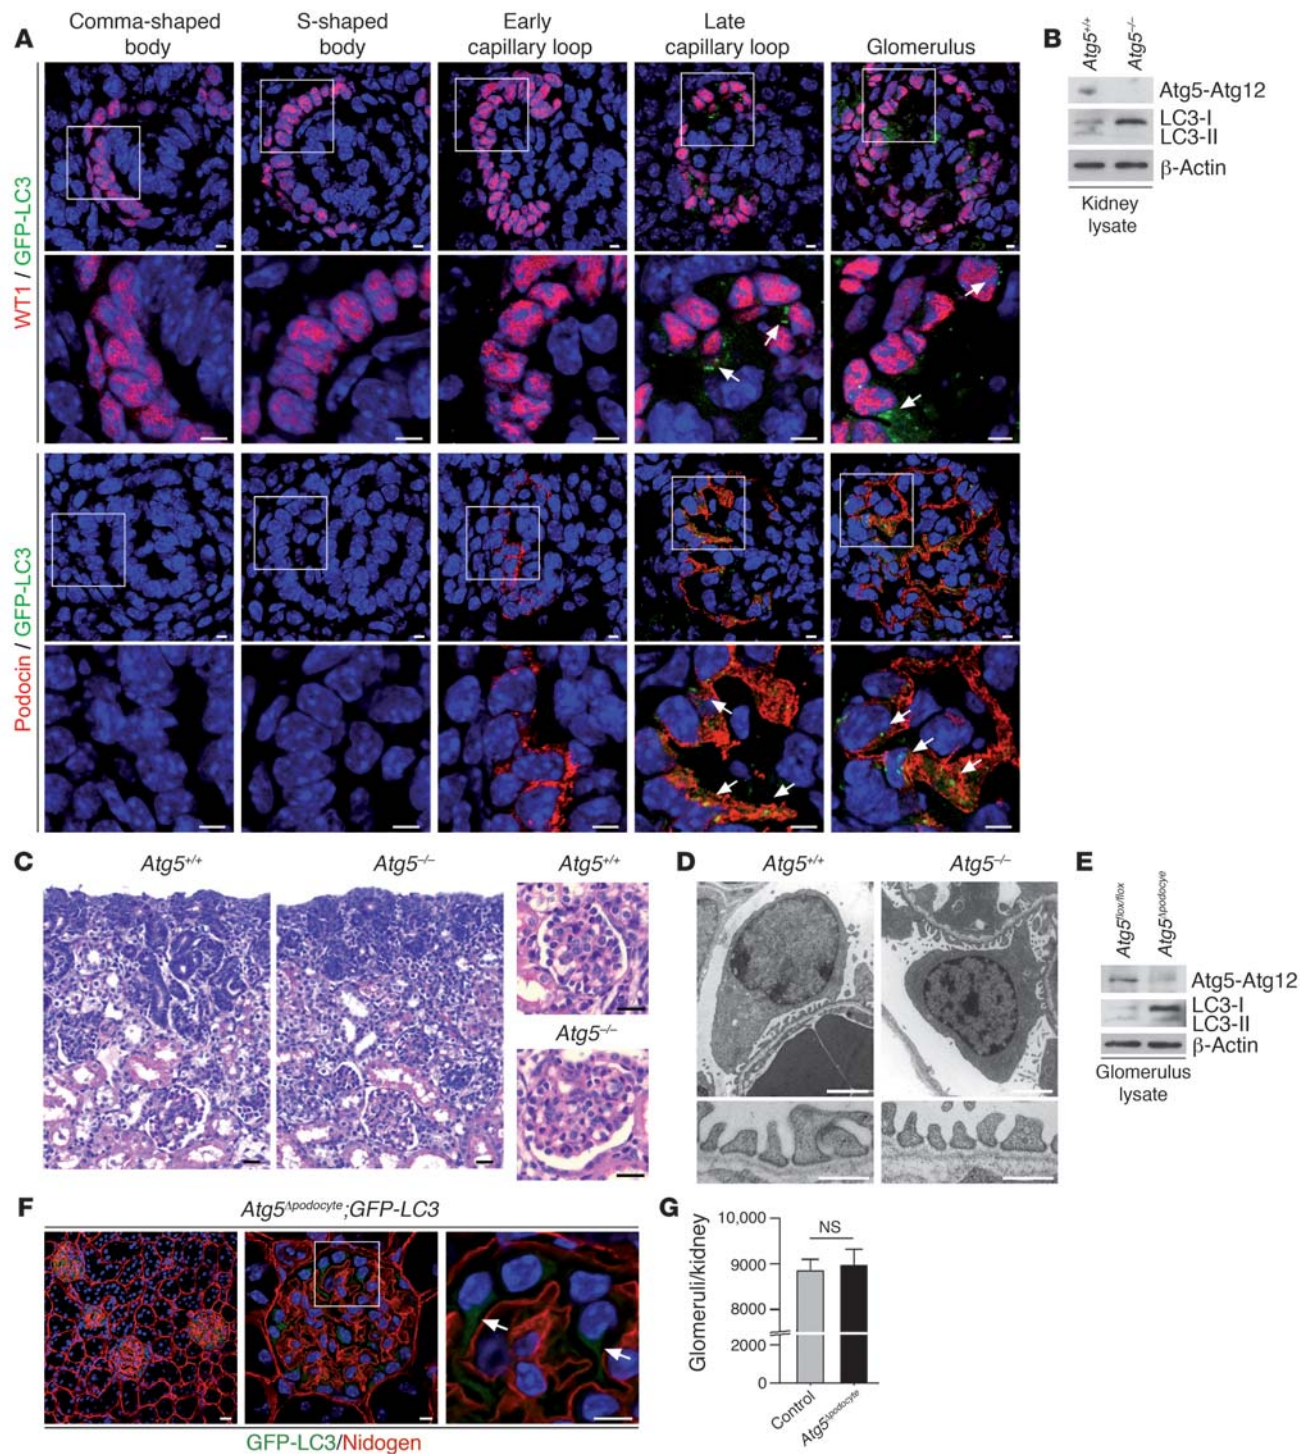 A
Comma-shaped
body
S-shaped
body
Early
capillary loop
Late
capillary loop
Glomerulus
WT1 / GFP-LC3
Podocin / GFP-LC3
B
Atg5+/+
Atg5–/–
Atg5-Atg12
LC3-I
LC3-II
β-Actin
Kidney
lysate
C
Atg5+/+
Atg5–/–
Atg5+/+
Atg5–/–
D
Atg5+/+
Atg5–/–
E
Atg5flox/flox
Atg5Δpodocye
Atg5-Atg12
LC3-I
LC3-II
β-Actin
Glomerulus
lysate
F
Atg5Δpodocyte;GFP-LC3
GFP-LC3/Nidogen
G
Glomeruli/kidney
10,000
9000
8000
2000
0
NS
Control
Atg5Δpodocyte